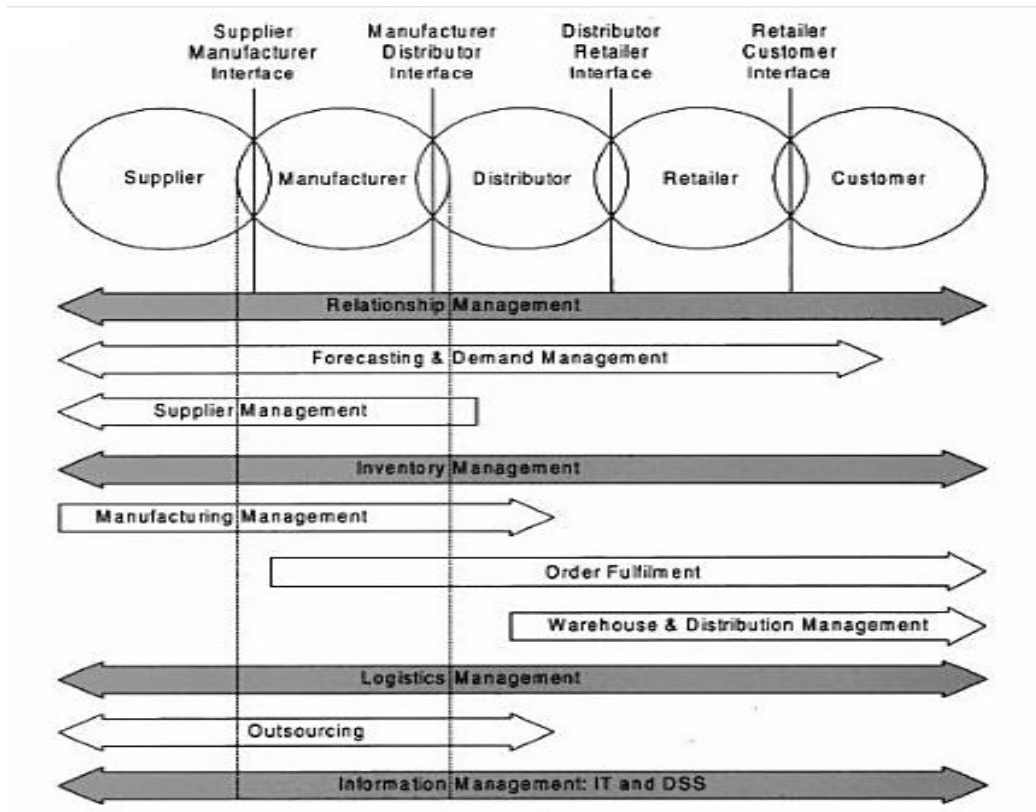 Supplier
Manufacturer
Interface
Manufacturer
Distributor
Interface
Distributor
Retailer
Interface
Retailer
Customer
Interface
Supplier
Manufacturer
Distributor
Retailer
Customer
Relationship Management
Forecasting & Demand Management
Supplier Management
Inventory Management
Manufacturing Management
Order Fulfilment
Warehouse & Distribution Management
Logistics Management
Outsourcing
Information Management: IT and DSS